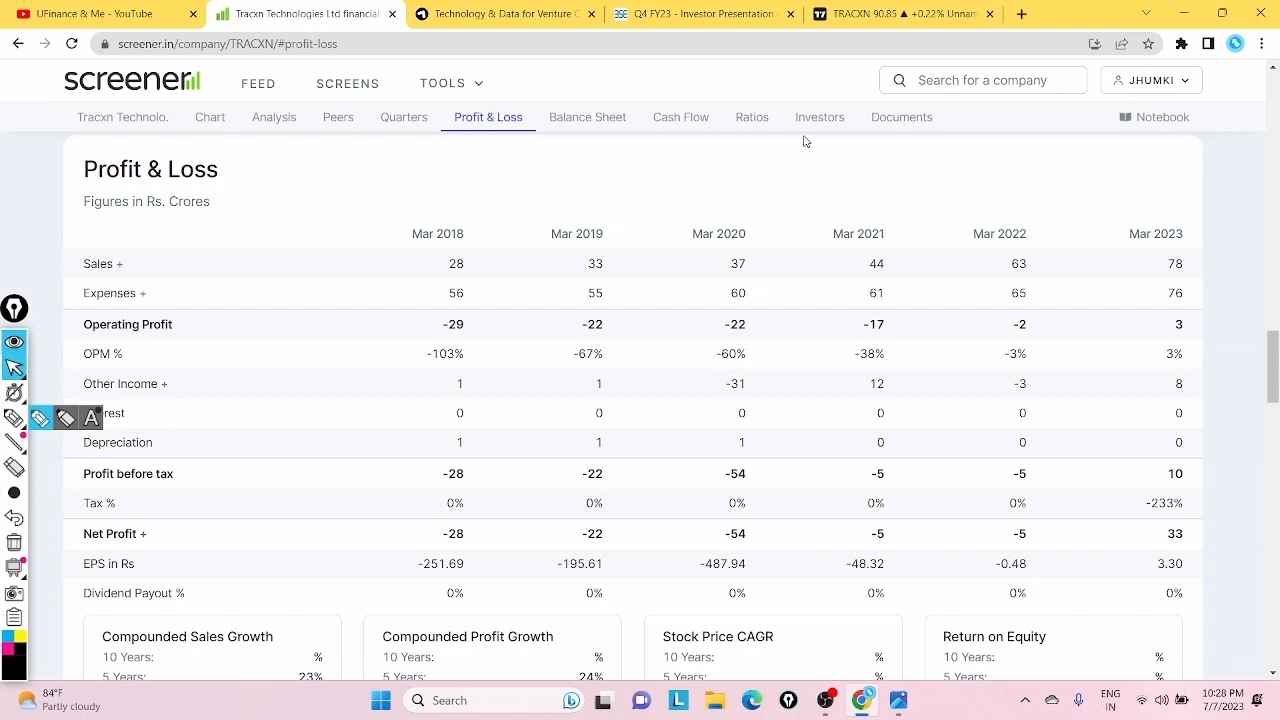 UFinance & Me - YouTube
Tracxn Technologies Ltd financial
Technology & Data for Venture C
Q4 FY23 - Investor Presentation -
TRACXN 90.85 ▲ +0.22% Unnam
screener.in/company/TRACXN/#profit-loss
screener FEED SCREENS TOOLS Search for a company JHUMKI
Tracxn Technolo. Chart Analysis Peers Quarters Profit & Loss Balance Sheet Cash Flow Ratios Investors Documents Notebook
Profit & Loss
Figures in Rs. Crores
Mar 2018 Mar 2019 Mar 2020 Mar 2021 Mar 2022 Mar 2023
Sales + 28 33 37 44 63 78
Expenses + 56 55 60 61 65 76
Operating Profit -29 -22 -22 -17 -2 3
OPM % -103% -67% -60% -38% -3% 3%
Other Income + 1 1 -31 12 -3 8
rest 0 0 0 0 0 0
Depreciation 1 1 1 0 0 0
Profit before tax -28 -22 -54 -5 -5 10
Tax % 0% 0% 0% 0% 0% -233%
Net Profit + -28 -22 -54 -5 -5 33
EPS in Rs -251.69 -195.61 -487.94 -48.32 -0.48 3.30
Dividend Payout % 0% 0% 0% 0% 0% 0%
Compounded Sales Growth Compounded Profit Growth Stock Price CAGR Return on Equity
10 Years: % 10 Years: % 10 Years: % 10 Years: %
5 Years: 23% 5 Years: 24% 5 Years: % 5 Years: %
A
84°F
Partly cloudy
Search
L
ENG
IN
10:28 PM
7/7/2023